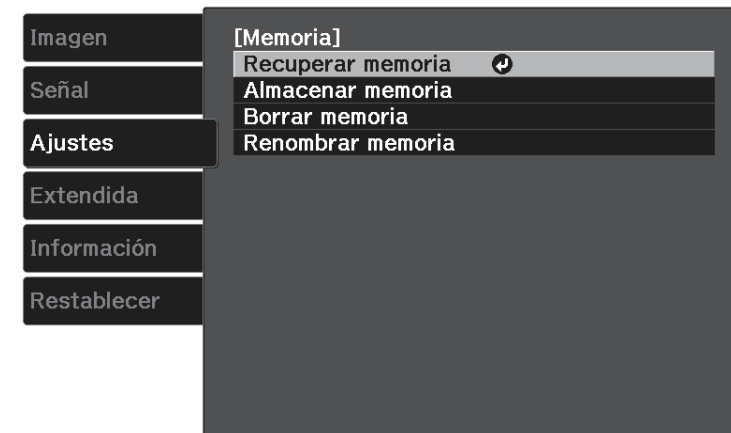 Imagen
Señal
Ajustes
Extendida
Información
Restablecer
[Memoria]
Recuperar memoria
Almacenar memoria
Borrar memoria
Renombrar memoria